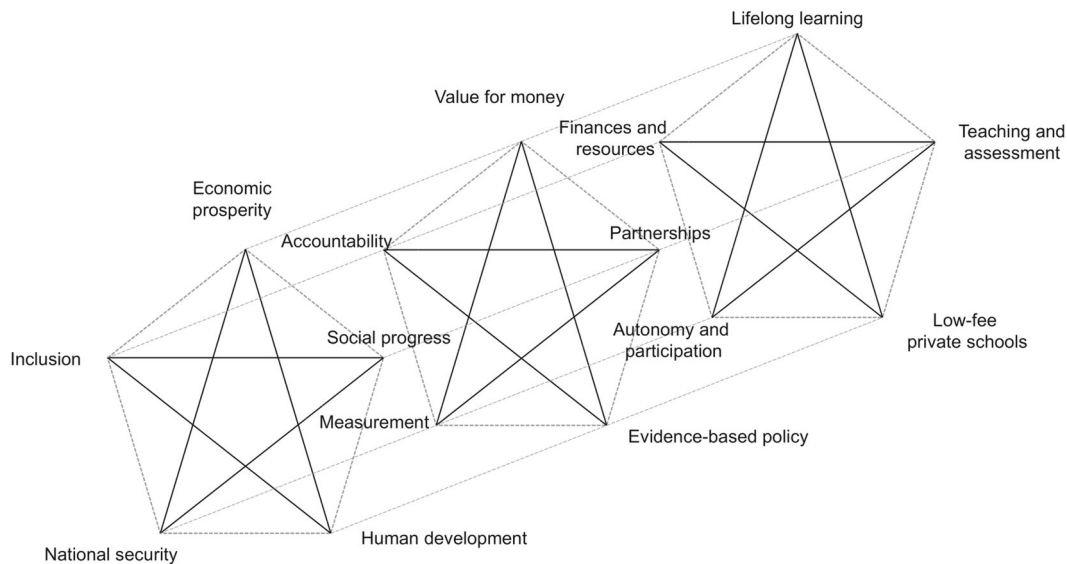 Lifelong learning
Value for money
Finances and
resources
Teaching and
assessment
Economic
prosperity
Accountability
Partnerships
Social progress
Autonomy and
participation
Low-fee
private schools
Inclusion
Measurement
Evidence-based policy
Human development
National security